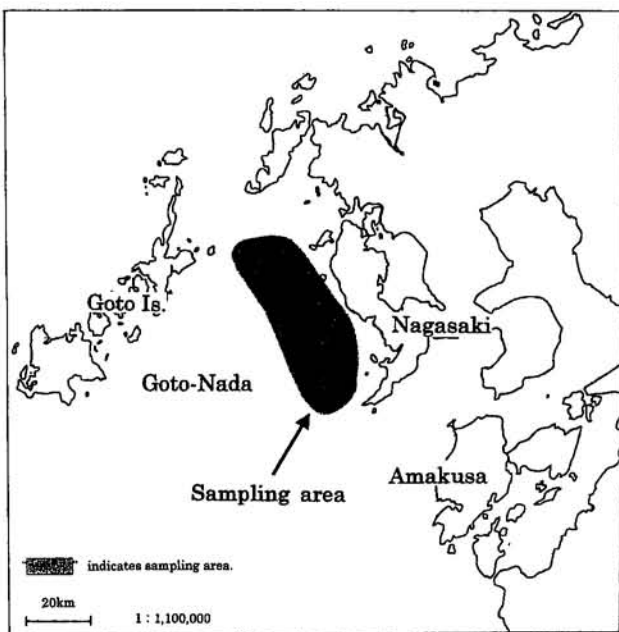 Goto Is.
Nagasaki
Goto-Nada
Sampling area
Amakusa
indicates sampling area.
20km
1 : 1,100,000